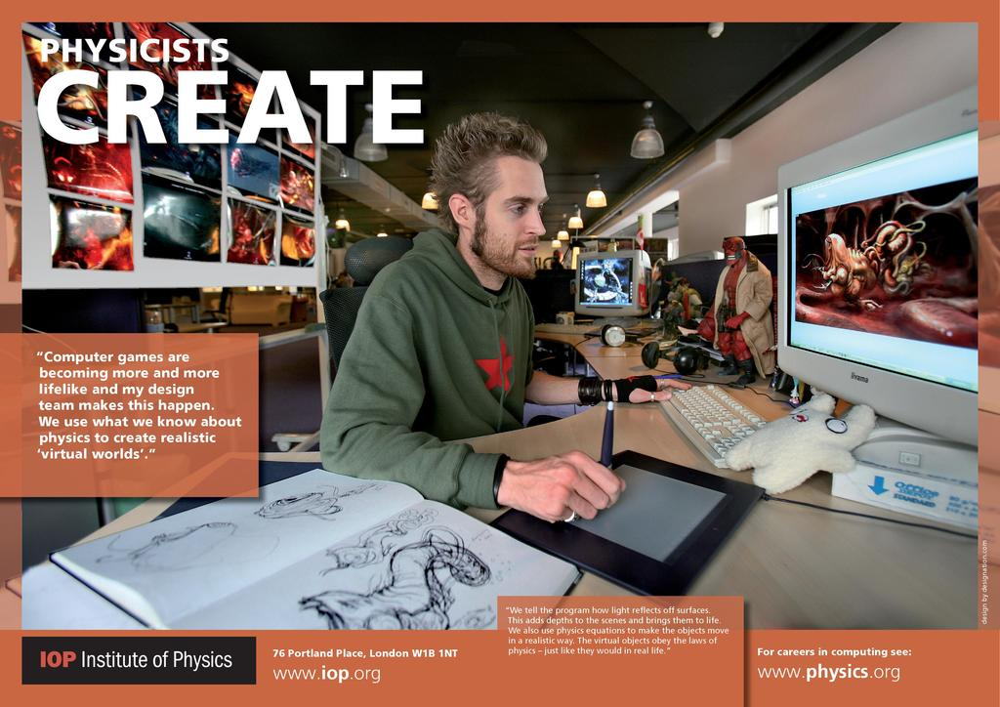 PHYSICISTS
CREATE
“Computer games are
becoming more and more
lifelike and my design
team makes this happen.
We use what we know about
physics to create realistic
‘virtual worlds’.”
iiyama
OFFICE
DEPOT
STANDARD
“We tell the program how light reflects off surfaces.
This adds depths to the scenes and brings them to life.
We also use physics equations to make the objects move
in a realistic way. The virtual objects obey the laws of
physics – just like they would in real life.”
IOP Institute of Physics
76 Portland Place, London W1B 1NT
www.iop.org
For careers in computing see:
www.physics.org
design by designation.com